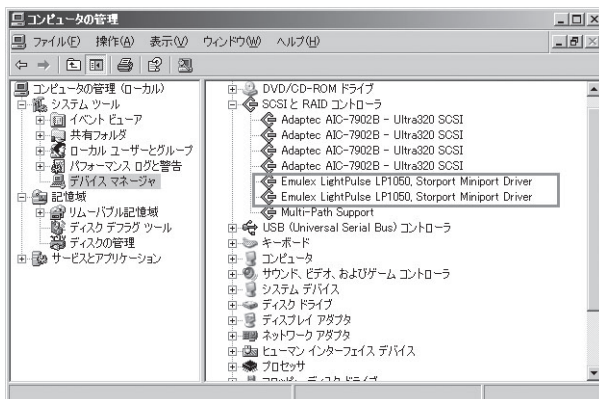 コンピュータの管理
ファイル(F) 操作(A) 表示(V) ウィンドウ(W) ヘルプ(H)
コンピュータの管理 (ローカル)
システム ツール
イベント ビューア
共有フォルダ
ローカル ユーザーとグループ
パフォーマンス ログと警告
デバイス マネージャ
記憶域
リムーバブル記憶域
ディスク デフラグ ツール
ディスクの管理
サービスとアプリケーション
DVD/CD-ROM ドライブ
SCSI と RAID コントローラ
Adaptec AIC-7902B - Ultra320 SCSI
Adaptec AIC-7902B - Ultra320 SCSI
Adaptec AIC-7902B - Ultra320 SCSI
Adaptec AIC-7902B - Ultra320 SCSI
Emulex LightPulse LP1050, Storport Miniport Driver
Emulex LightPulse LP1050, Storport Miniport Driver
Multi-Path Support
USB (Universal Serial Bus) コントローラ
キーボード
コンピュータ
サウンド、ビデオ、およびゲーム コントローラ
システム デバイス
ディスク ドライブ
ディスプレイ アダプタ
ネットワーク アダプタ
ヒューマン インターフェイス デバイス
プロセッサ